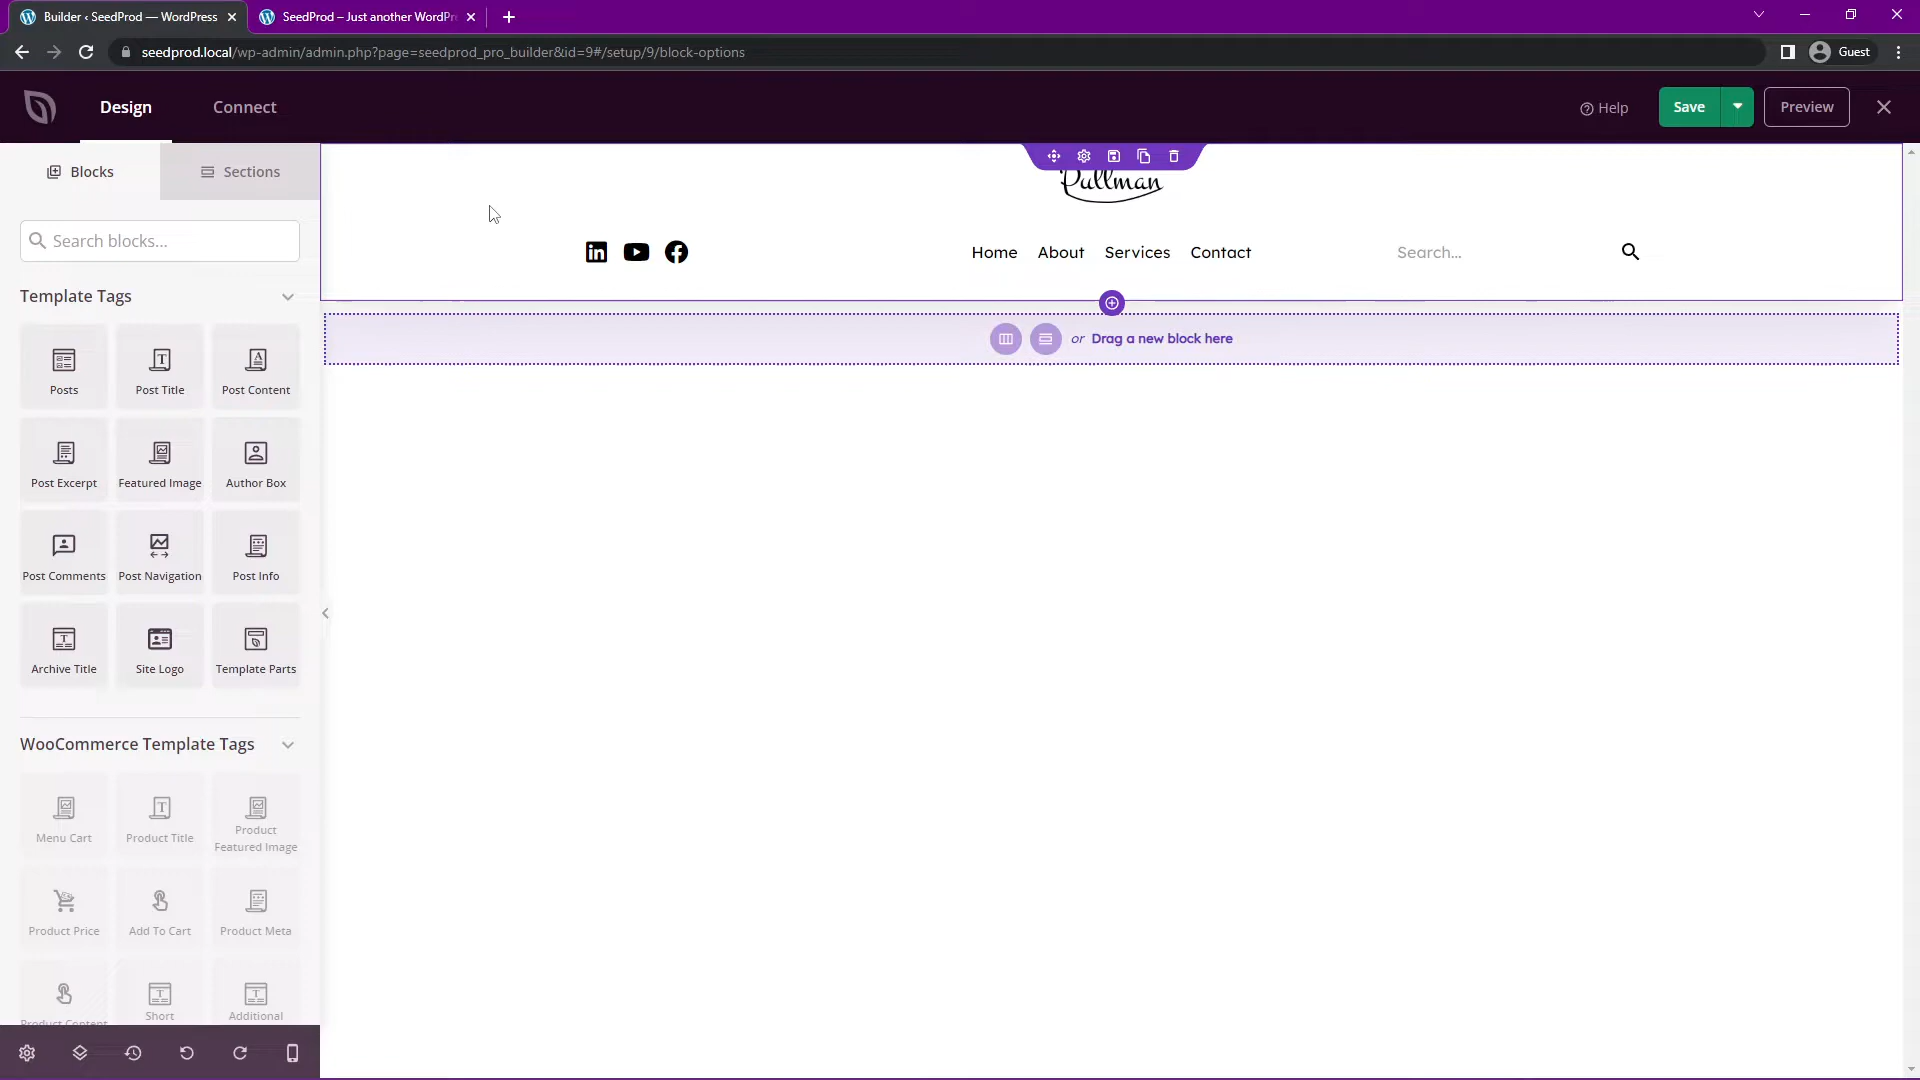 Builder ‹ SeedProd — WordPress
SeedProd – Just another WordPr
seedprod.local/wp-admin/admin.php?page=seedprod_pro_builder&id=9#/setup/9/block-options
Guest
Design
Connect
Help
Save
Preview
Blocks
Sections
Search blocks...
Template Tags
Posts
Post Title
Post Content
Post Excerpt
Featured Image
Author Box
Post Comments
Post Navigation
Post Info
Archive Title
Site Logo
Template Parts
WooCommerce Template Tags
Menu Cart
Product Title
Product
Featured Image
Product Price
Add To Cart
Product Meta
Product Content
Short
Additional
Pullman
Home
About
Services
Contact
Search...
or Drag a new block here